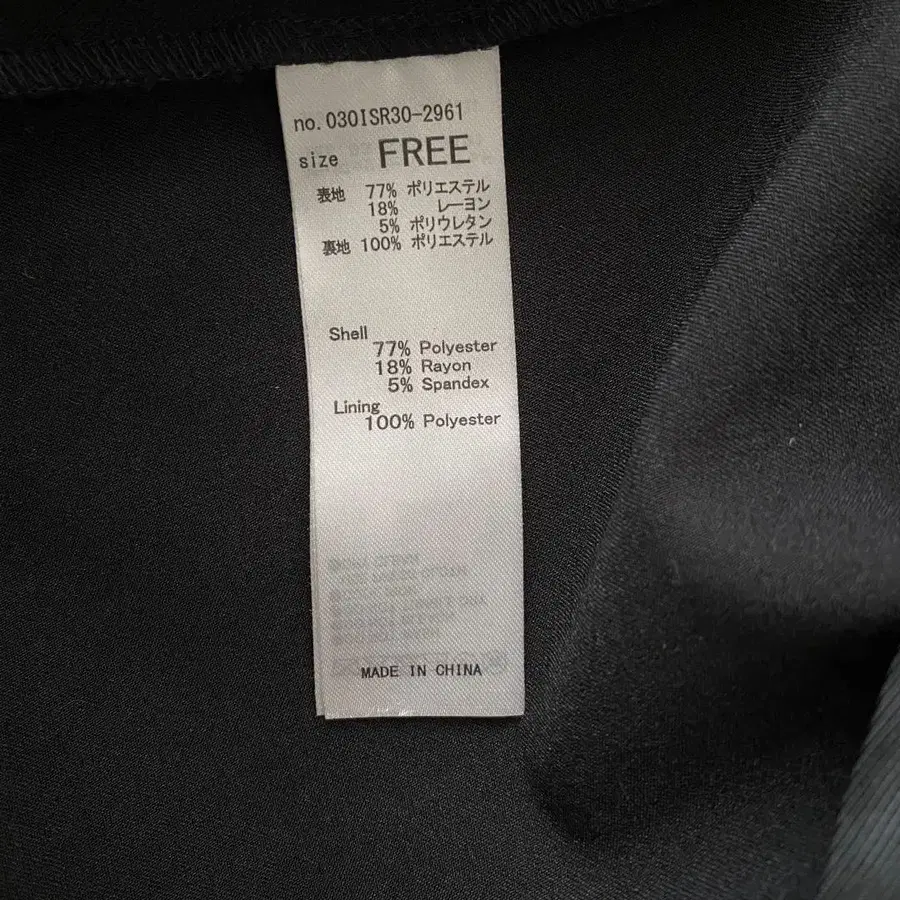 no. 030ISR30-2961
size FREE
表地 77% ポリエステル
18% レーヨン
5% ポリウレタン
裏地 100% ポリエステル
Shell
77% Polyester
18% Rayon
5% Spandex
Lining
100% Polyester
MADE IN CHINA